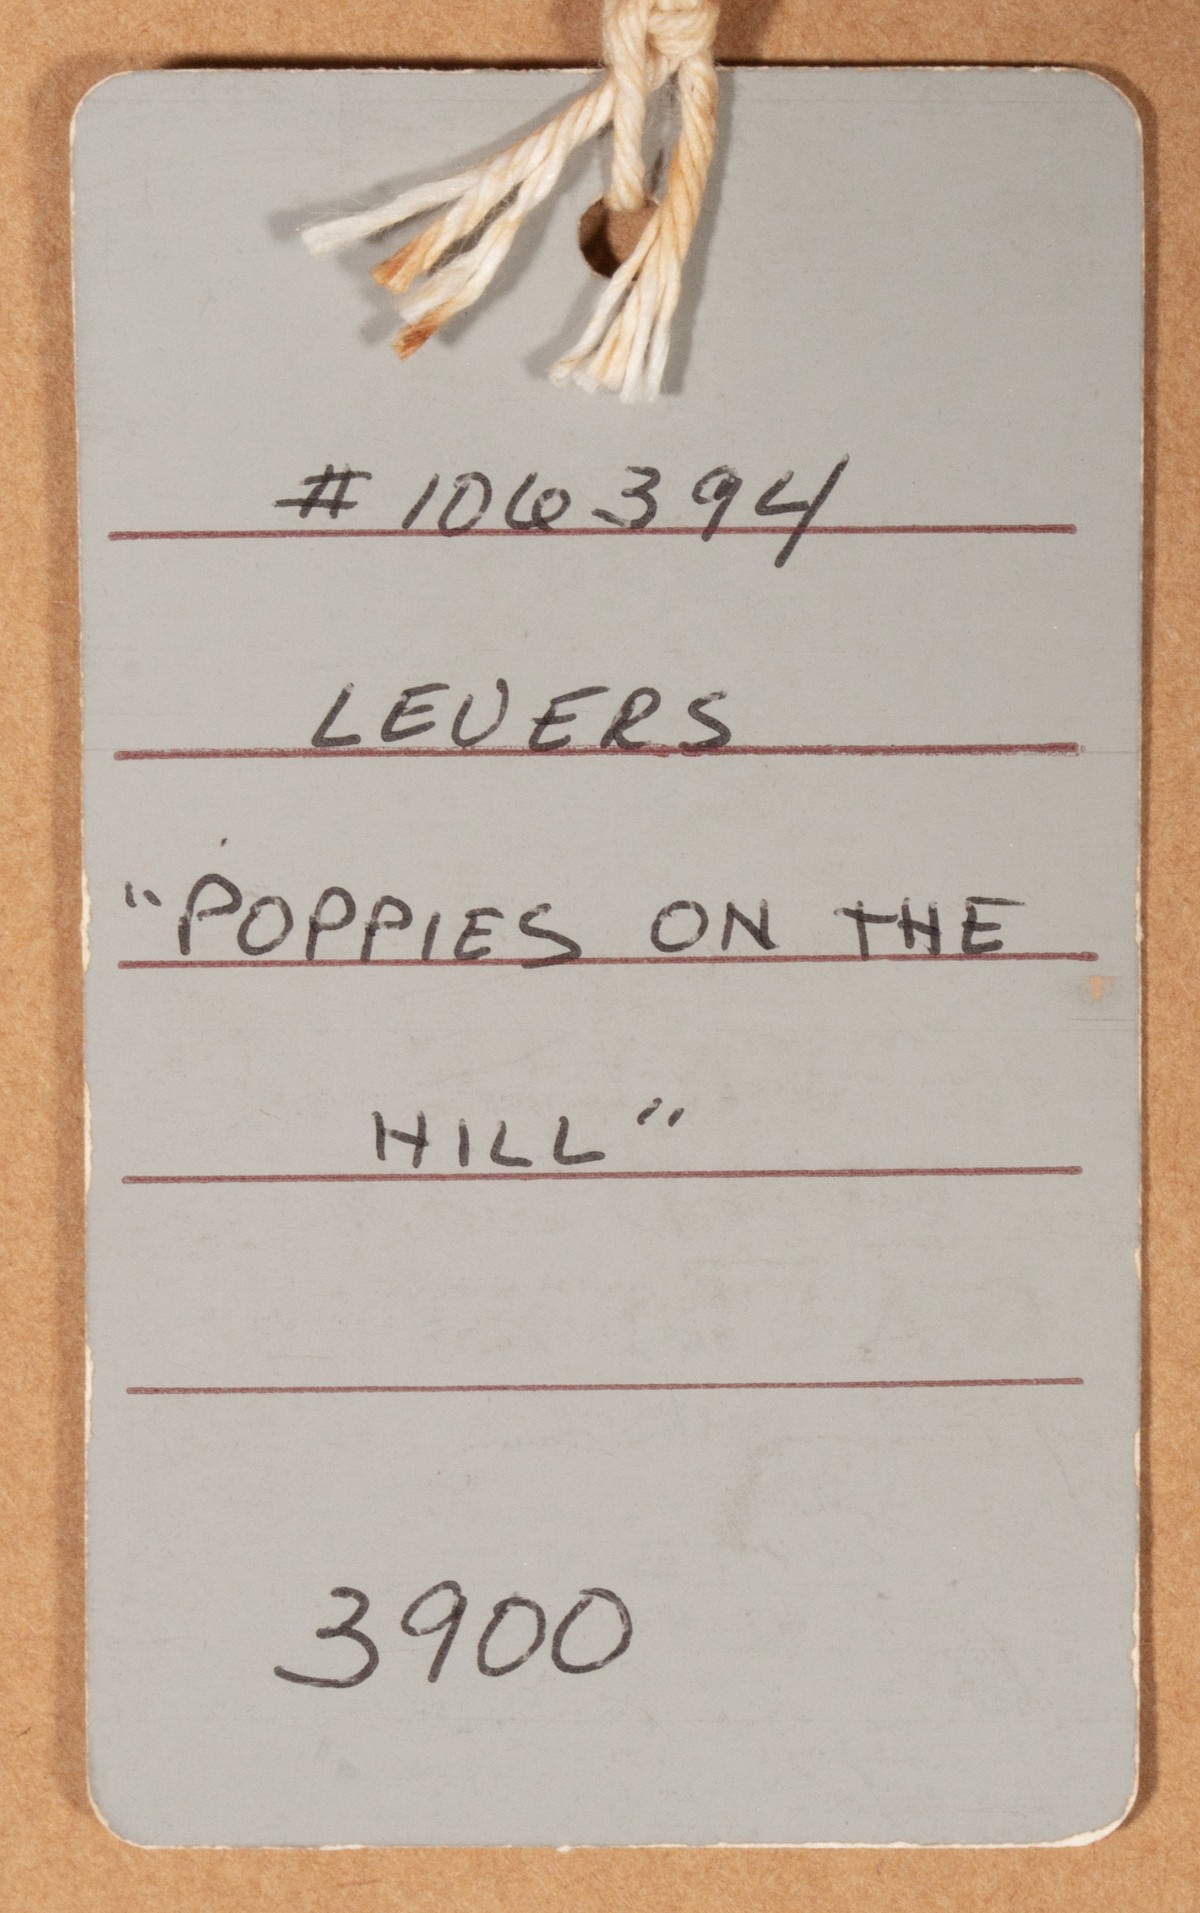 #106394
LEVERS
"POPPIES ON THE
HILL"
3900